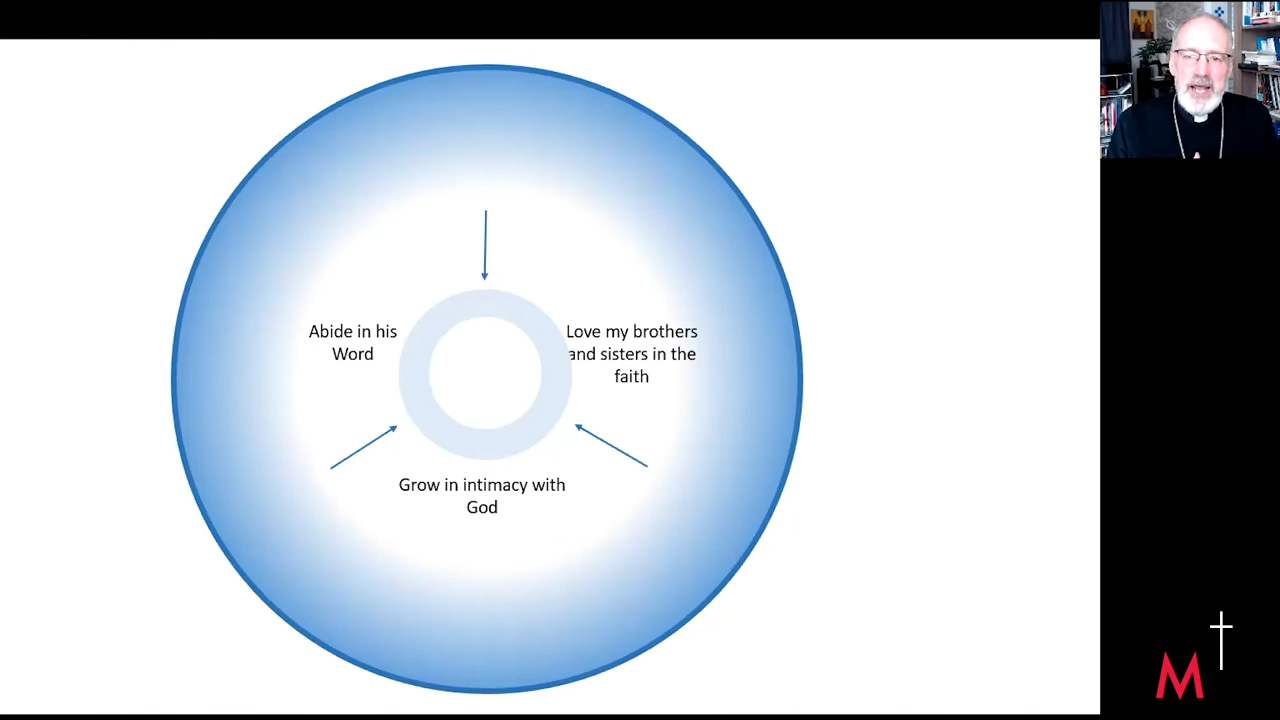 Abide in his
Word
Love my brothers
and sisters in the
faith
Grow in intimacy with
God
M